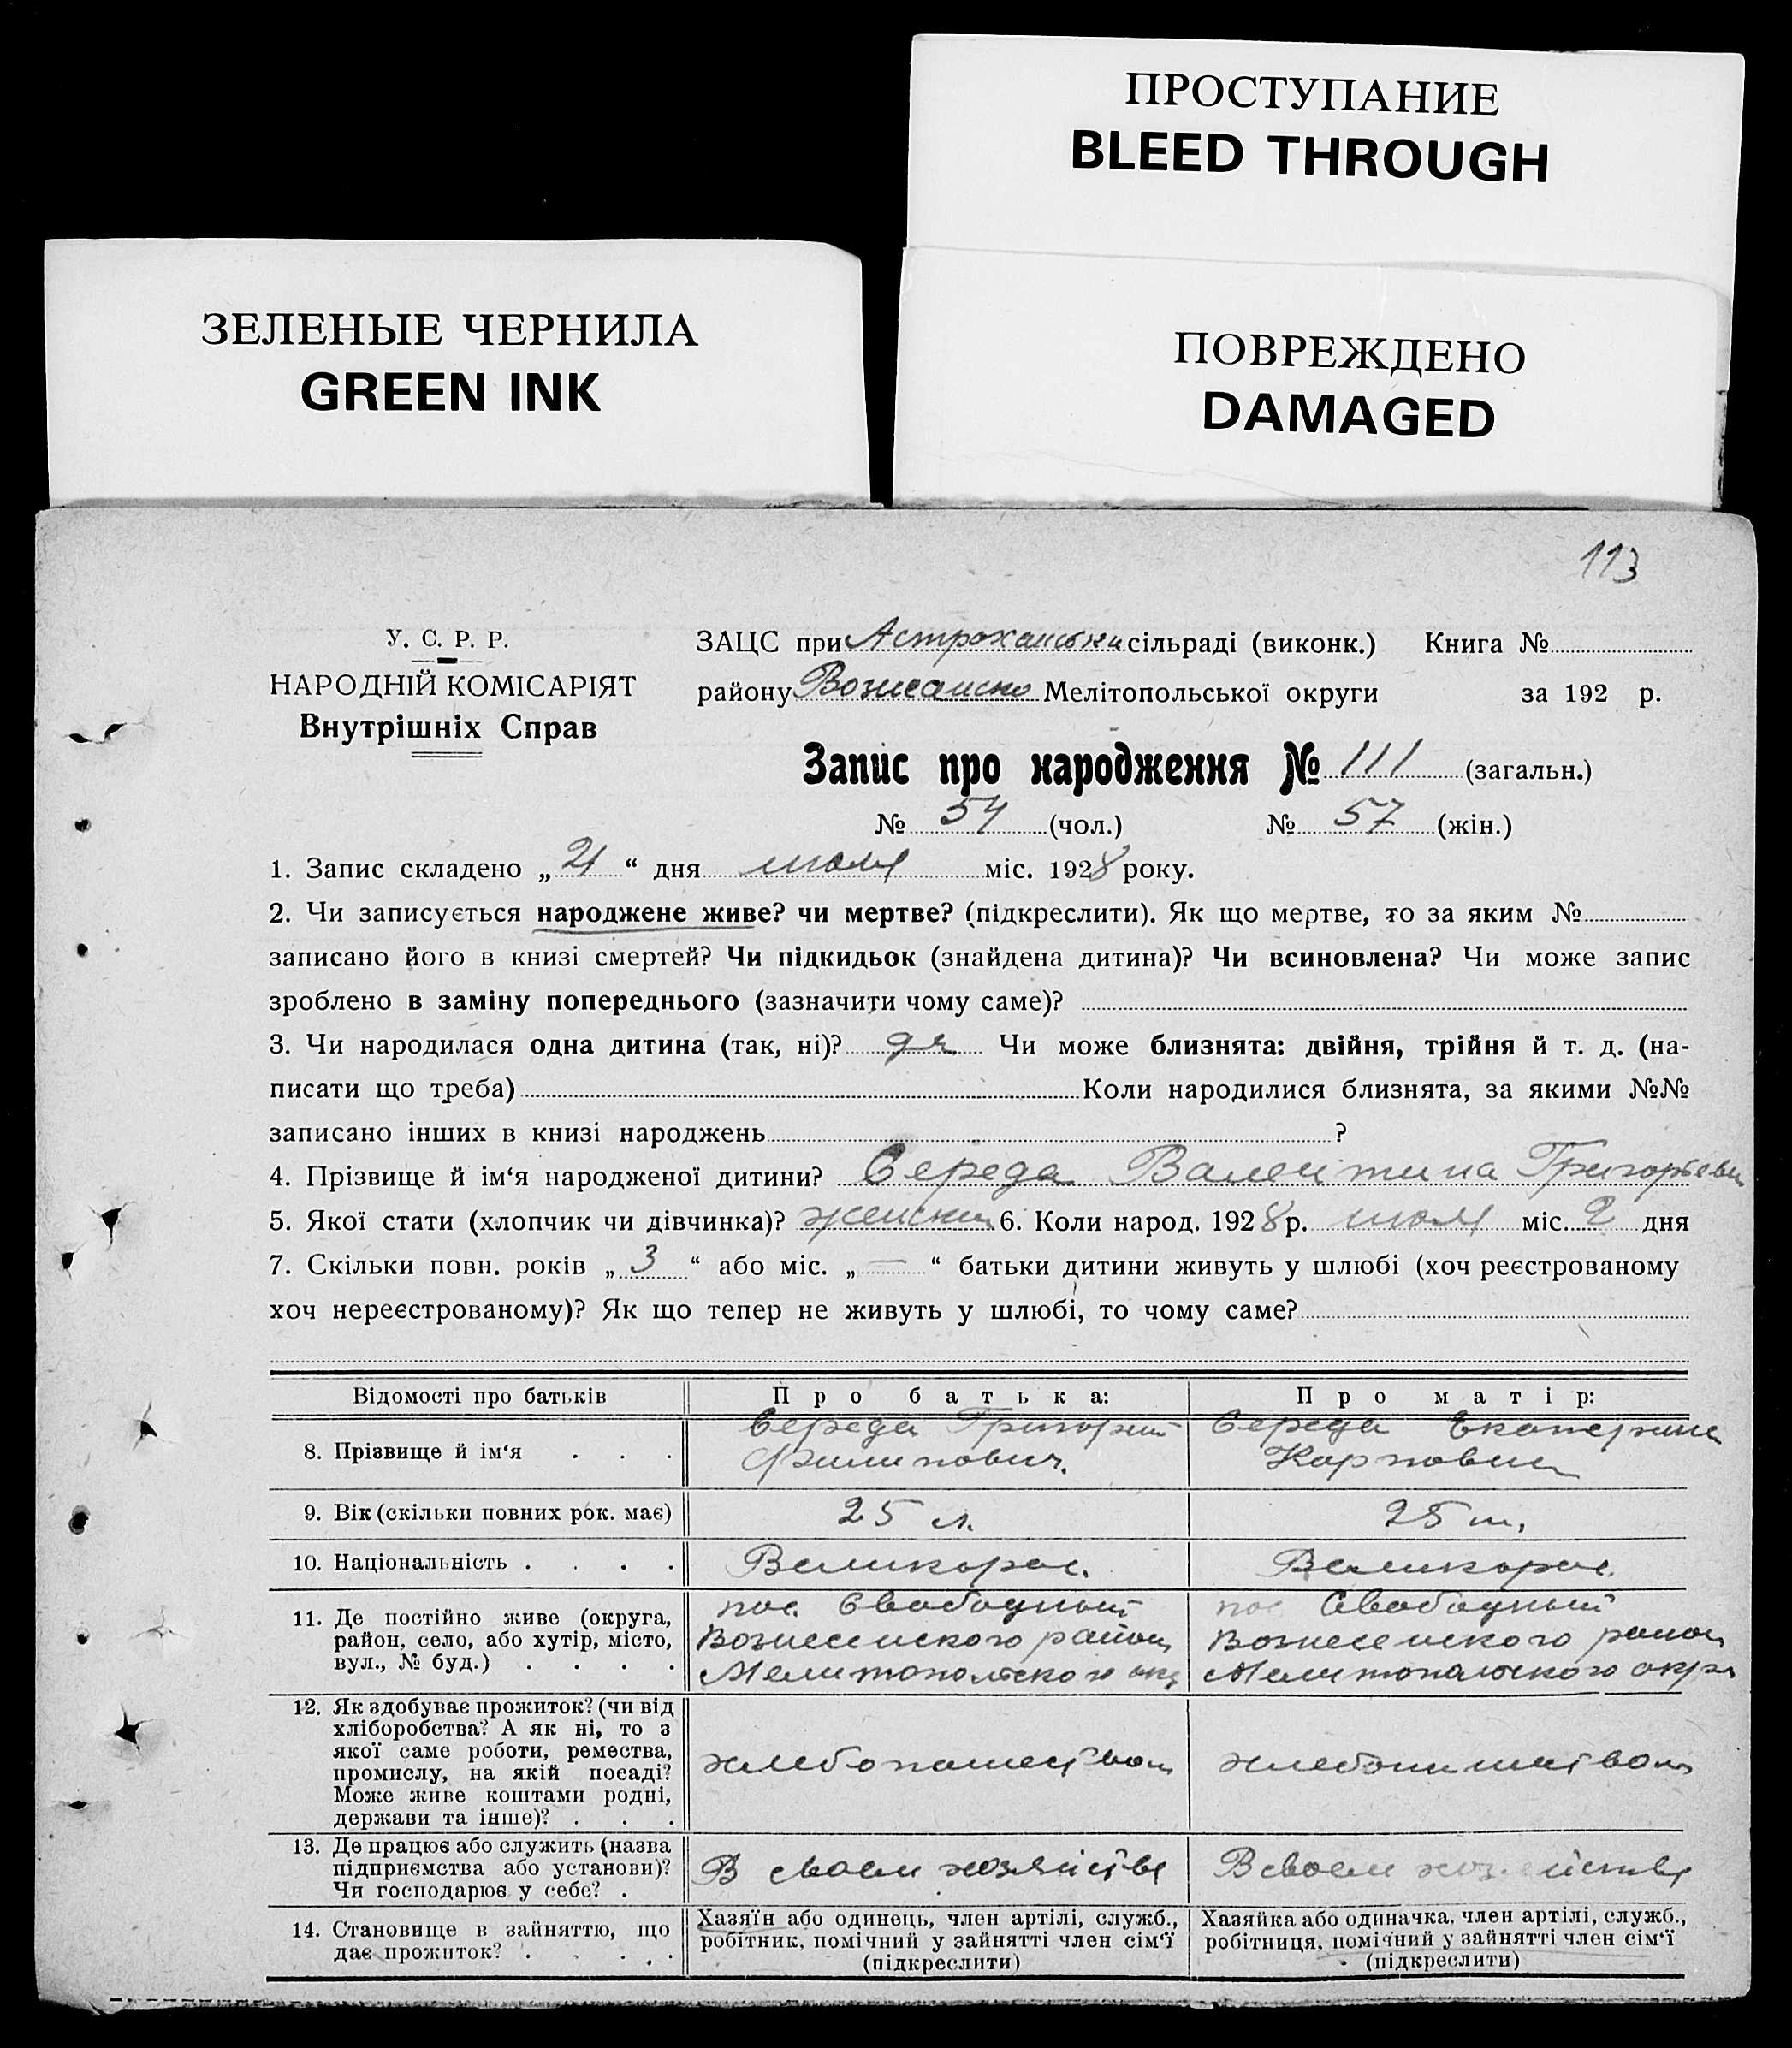 ПРОСТУПАНИЕ
BLEED THROUGH
ЗЕЛЕНЫЕ ЧЕРНИЛА
GREEN INK
ПОВРЕЖДЕНО
DAMAGED
113
У. С. Р. Р.
НАРОДНІЙ КОМІСАРІЯТ
Внутрішніх Справ
ЗАЦС при Астраханськи сільраді (виконк.) Книга №
району Мелітопольської округи за 192 р.
Запис про народження № 111 (загальн.)
№ 54 (чол.) № 57 (жін.)
1. Запис складено „ 21 “ дня июля міс. 1928 року.
2. Чи записується народжене живе? чи мертве? (підкреслити). Як що мертве, то за яким №
записано його в книзі смертей? Чи підкидьок (знайдена дитина)? Чи всиновлена? Чи може запис
зроблено в заміну попереднього (зазначити чому саме)?
3. Чи народилася одна дитина (так, ні)? Чи може близнята: двійня, трійня й т. д. (на-
писати що треба) Коли народилися близнята, за якими №№
записано інших в книзі народжень ?
4. Прізвище й ім‘я народженої дитини? Середа Валентина Григорьевн
5. Якої стати (хлопчик чи дівчинка)? женский 6. Коли народ. 1928 р. июля міс. 2 дня
7. Скільки повн. років „ 3 “ або міс. „ — “ батьки дитини живуть у шлюбі (хоч реєстрованому
хоч нереєстрованому)? Як що тепер не живуть у шлюбі, то чому саме?
Відомості про батьків
Про батька:
Про матір:
8. Прізвище й ім‘я . . .
Середа Григорий
Филипович.
Середа Екатерина
Карповна
9. Вік (скільки повних рок. має)
25 л.
25 л.
10. Національність . . . .
Великорос.
Великорос.
11. Де постійно живе (округа,
район, село, або хутір, місто,
вул., № буд.) . . . .
пос. Свободный
Вознесенского района
Мелитопольского окр
пос Свободный
Вознесенского района
Мелитопольского окр
12. Як здобуває прожиток? (чи від
хліборобства? А як ні, то з
якої саме роботи, ремества,
промислу, на якій посаді?
Може живе коштами родні,
держави та інше)? . . .
хлебопашеством
хлебопашеством
13. Де працює або служить (назва
підприємства або установи)?
Чи господарює у себе? .
В своем хозяйстве
В своем хозяйстве
14. Становище в зайняттю, що
дає прожиток? . . . .
Хазяїн або одинець, член артілі, служб.,
робітник, помічний у зайнятті член сім‘ї
(підкреслити)
Хазяйка або одиначка, член артілі, служб.,
робітниця, помічний у зайнятті член сім‘ї
(підкреслити)